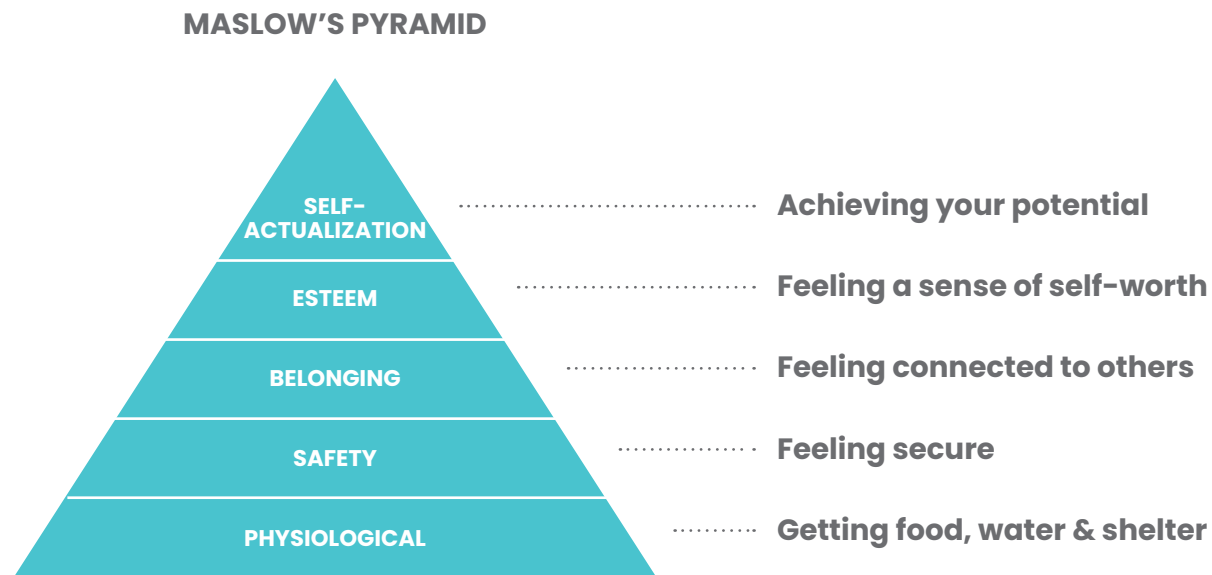 MASLOW’S PYRAMID
SELF-
ACTUALIZATION
Achieving your potential
ESTEEM
Feeling a sense of self-worth
BELONGING
Feeling connected to others
SAFETY
Feeling secure
PHYSIOLOGICAL
Getting food, water & shelter